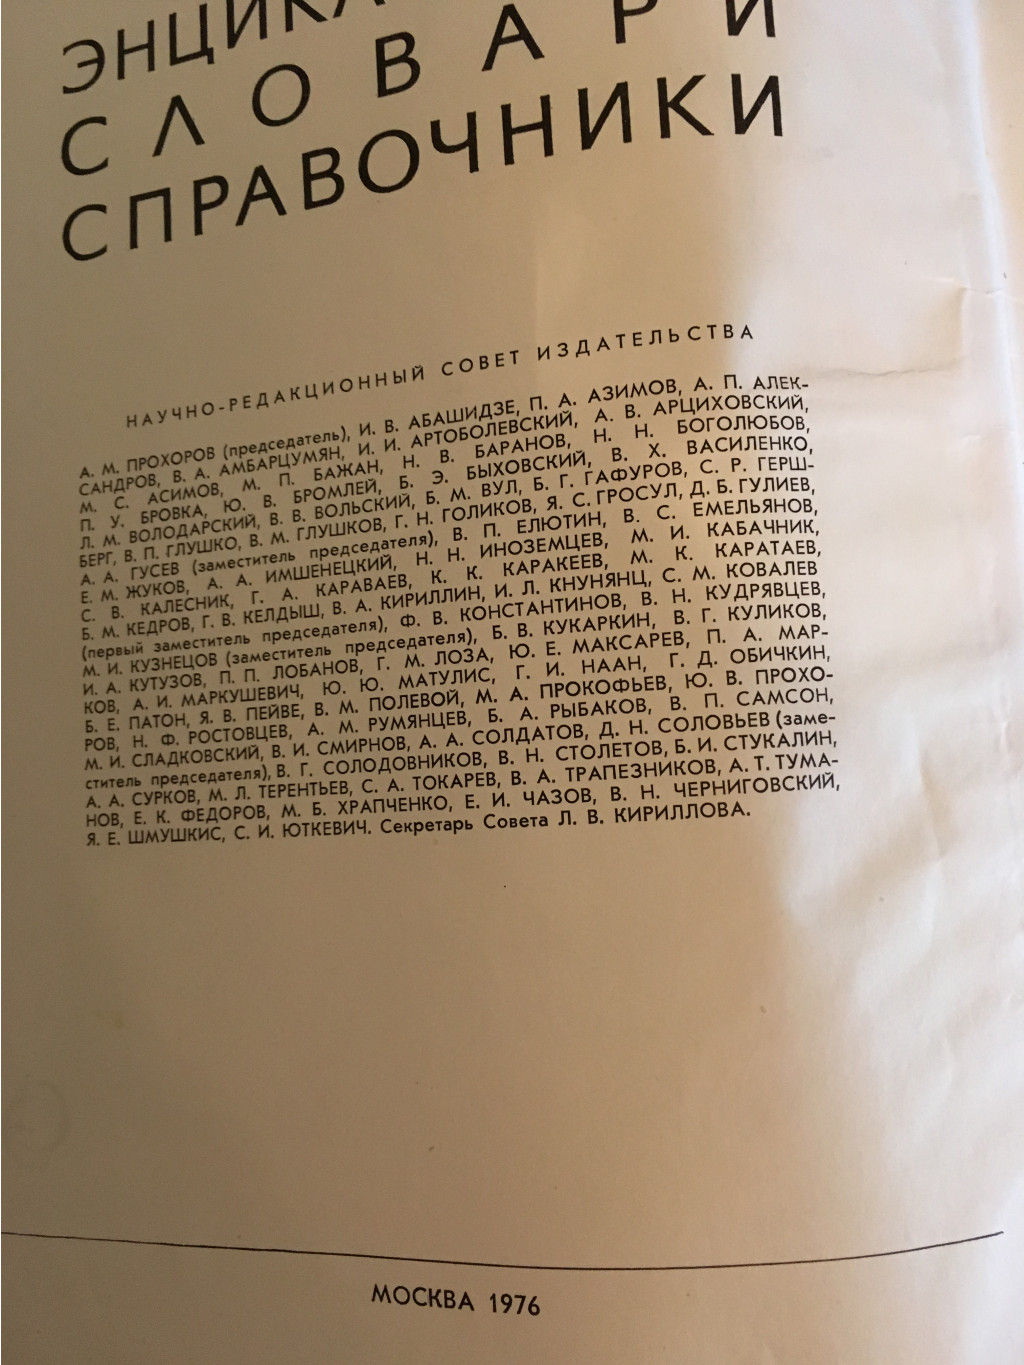 ЭНЦИКЛ
СЛОВАРИ
СПРАВОЧНИКИ
НАУЧНО-РЕДАКЦИОННЫЙ СОВЕТ ИЗДАТЕЛЬСТВА
А. М. ПРОХОРОВ (председатель), И. В. АБАШИДЗЕ, П. А. АЗИМОВ, А. П. АЛЕК-
САНДРОВ, В. А. АМБАРЦУМЯН, И. И. АРТОБОЛЕВСКИЙ, А. В. АРЦИХОВСКИЙ,
М. С. АСИМОВ, М. П. БАЖАН, Н. В. БАРАНОВ, Н. Н. БОГОЛЮБОВ,
П. У. БРОВКА, Ю. В. БРОМЛЕЙ, Б. Э. БЫХОВСКИЙ, В. Х. ВАСИЛЕНКО,
Л. М. ВОЛОДАРСКИЙ, В. В. ВОЛЬСКИЙ, Б. М. ВУЛ, Б. Г. ГАФУРОВ, С. Р. ГЕРШ-
БЕРГ, В. П. ГЛУШКО, В. М. ГЛУШКОВ, Г. Н. ГОЛИКОВ, Я. С. ГРОСУЛ, Д. Б. ГУЛИЕВ,
А. А. ГУСЕВ (заместитель председателя), В. П. ЕЛЮТИН, В. С. ЕМЕЛЬЯНОВ,
Е. М. ЖУКОВ, А. А. ИМШЕНЕЦКИЙ, Н. Н. ИНОЗЕМЦЕВ, М. И. КАБАЧНИК,
С. В. КАЛЕСНИК, Г. А. КАРАВАЕВ, К. К. КАРАКЕЕВ, М. К. КАРАТАЕВ,
Б. М. КЕДРОВ, Г. В. КЕЛДЫШ, В. А. КИРИЛЛИН, И. Л. КНУНЯНЦ, С. М. КОВАЛЕВ
(первый заместитель председателя), Ф. В. КОНСТАНТИНОВ, В. Н. КУДРЯВЦЕВ,
М. И. КУЗНЕЦОВ (заместитель председателя), Б. В. КУКАРКИН, В. Г. КУЛИКОВ,
И. А. КУТУЗОВ, П. П. ЛОБАНОВ, Г. М. ЛОЗА, Ю. Е. МАКСАРЕВ, П. А. МАР-
КОВ, А. И. МАРКУШЕВИЧ, Ю. Ю. МАТУЛИС, Г. И. НААН, Г. Д. ОБИЧКИН,
Б. Е. ПАТОН, Я. В. ПЕЙВЕ, В. М. ПОЛЕВОЙ, М. А. ПРОКОФЬЕВ, Ю. В. ПРОХО-
РОВ, Н. Ф. РОСТОВЦЕВ, А. М. РУМЯНЦЕВ, Б. А. РЫБАКОВ, В. П. САМСОН,
М. И. СЛАДКОВСКИЙ, В. И. СМИРНОВ, А. А. СОЛДАТОВ, Д. Н. СОЛОВЬЕВ (заме-
ститель председателя), В. Г. СОЛОДОВНИКОВ, В. Н. СТОЛЕТОВ, Б. И. СТУКАЛИН,
А. А. СУРКОВ, М. Л. ТЕРЕНТЬЕВ, С. А. ТОКАРЕВ, В. А. ТРАПЕЗНИКОВ, А. Т. ТУМА-
НОВ, Е. К. ФЕДОРОВ, М. Б. ХРАПЧЕНКО, Е. И. ЧАЗОВ, В. Н. ЧЕРНИГОВСКИЙ,
Я. Е. ШМУШКИС, С. И. ЮТКЕВИЧ. Секретарь Совета Л. В. КИРИЛЛОВА.
МОСКВА 1976